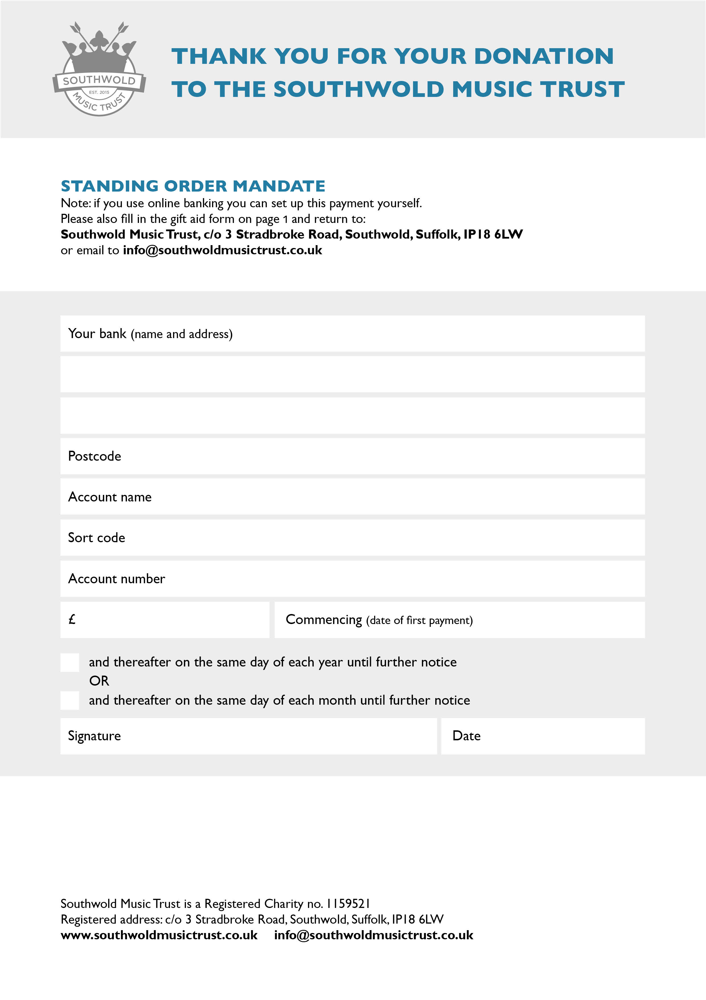 SOUTHWOLD
EST. 2015
MUSIC TRUST
THANK YOU FOR YOUR DONATION
TO THE SOUTHWOLD MUSIC TRUST
STANDING ORDER MANDATE
Note: if you use online banking you can set up this payment yourself.
Please also fill in the gift aid form on page 1 and return to:
Southwold Music Trust, c/o 3 Stradbroke Road, Southwold, Suffolk, IP18 6LW
or email to info@southwoldmusictrust.co.uk
Your bank (name and address)
Postcode
Account name
Sort code
Account number
£ Commencing (date of first payment)
and thereafter on the same day of each year until further notice
OR
and thereafter on the same day of each month until further notice
Signature Date
Southwold Music Trust is a Registered Charity no. 1159521
Registered address: c/o 3 Stradbroke Road, Southwold, Suffolk, IP18 6LW
www.southwoldmusictrust.co.uk info@southwoldmusictrust.co.uk